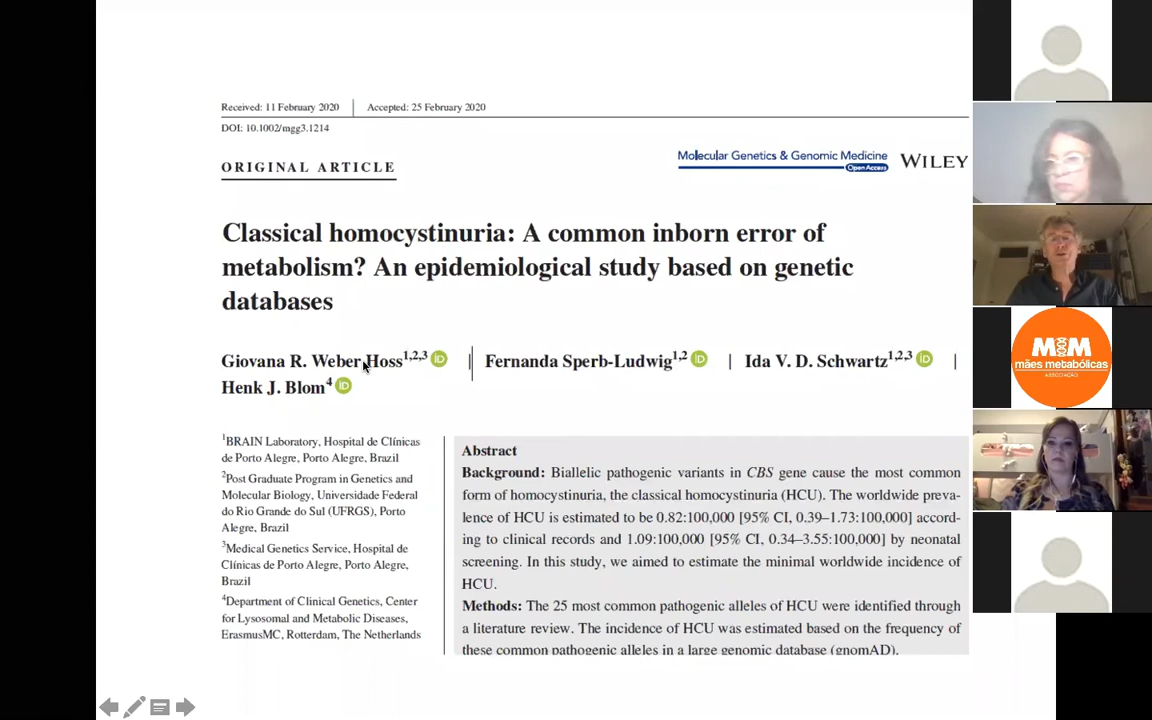 Received: 11 February 2020 | Accepted: 25 February 2020
DOI: 10.1002/mgg3.1214
ORIGINAL ARTICLE
Molecular Genetics & Genomic Medicine
Open Access
WILEY
Classical homocystinuria: A common inborn error of
metabolism? An epidemiological study based on genetic
databases
Giovana R. Weber Hoss1,2,3 iD | Fernanda Sperb-Ludwig1,2 iD | Ida V. D. Schwartz1,2,3 iD |
Henk J. Blom4 iD
1BRAIN Laboratory, Hospital de Clínicas
de Porto Alegre, Porto Alegre, Brazil
2Post Graduate Program in Genetics and
Molecular Biology, Universidade Federal
do Rio Grande do Sul (UFRGS), Porto
Alegre, Brazil
3Medical Genetics Service, Hospital de
Clínicas de Porto Alegre, Porto Alegre,
Brazil
4Department of Clinical Genetics, Center
for Lysosomal and Metabolic Diseases,
ErasmusMC, Rotterdam, The Netherlands
Abstract
Background: Biallelic pathogenic variants in CBS gene cause the most common
form of homocystinuria, the classical homocystinuria (HCU). The worldwide preva-
lence of HCU is estimated to be 0.82:100,000 [95% CI, 0.39–1.73:100,000] accord-
ing to clinical records and 1.09:100,000 [95% CI, 0.34–3.55:100,000] by neonatal
screening. In this study, we aimed to estimate the minimal worldwide incidence of
HCU.
Methods: The 25 most common pathogenic alleles of HCU were identified through
a literature review. The incidence of HCU was estimated based on the frequency of
these common pathogenic alleles in a large genomic database (gnomAD).
MM
mães metabólicas
ASSOCIAÇÃO